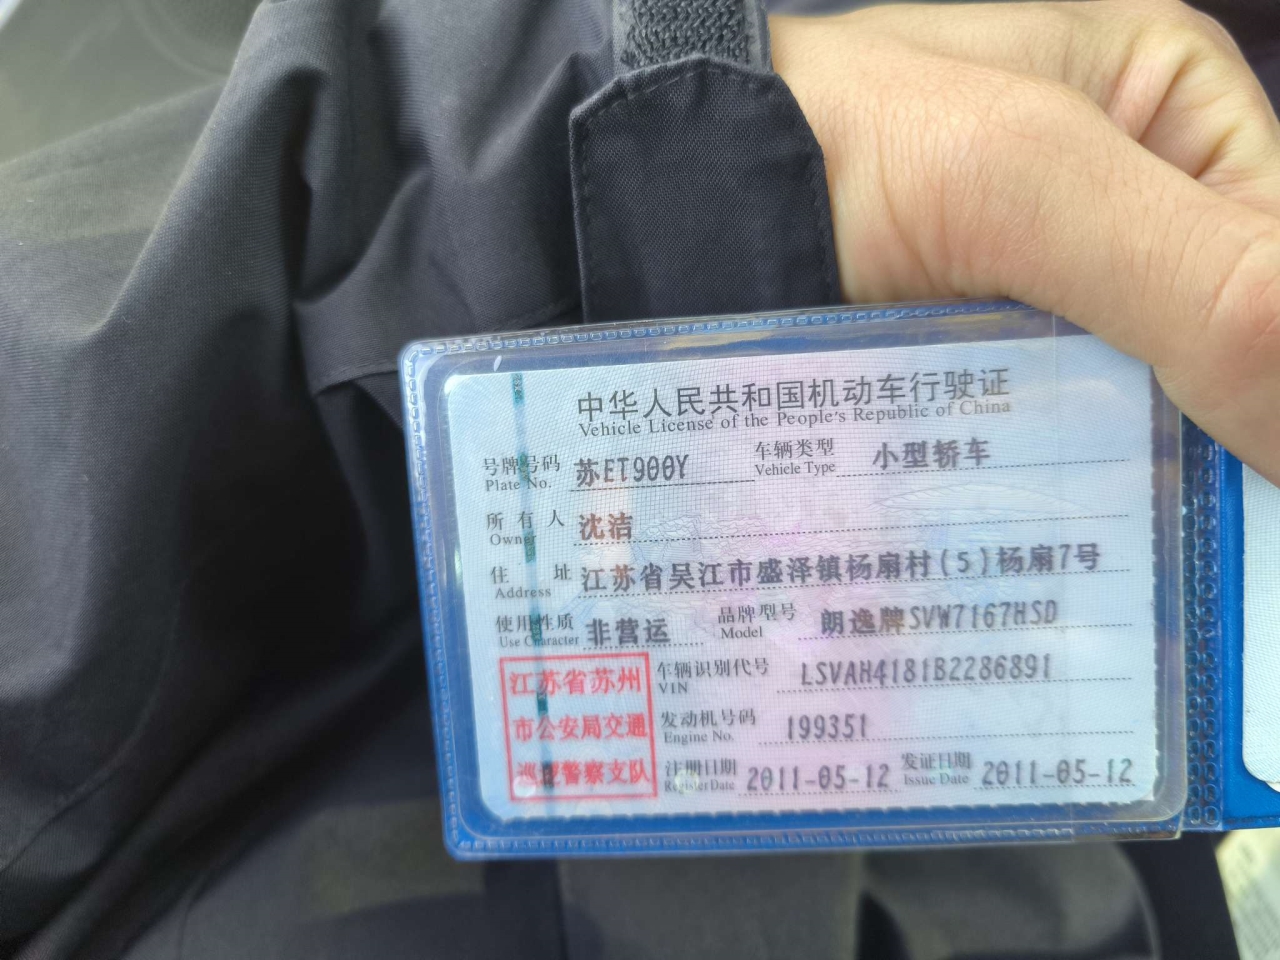 中华人民共和国机动车行驶证
Vehicle License of the People's Republic of China
号牌号码 苏ET900Y 车辆类型 小型轿车
Plate No. Vehicle Type
所有人 沈洁
Owner
住址 江苏省吴江市盛泽镇杨扇村(5)杨扇7号
Address
使用性质 非营运 品牌型号 朗逸牌SVW7167HSD
Use Character Model
江苏省苏州
市公安局交通
巡逻警察支队
车辆识别代号 LSVAH4181B2286891
VIN
发动机号码 199351
Engine No.
注册日期 2011-05-12 发证日期 2011-05-12
Register Date Issue Date